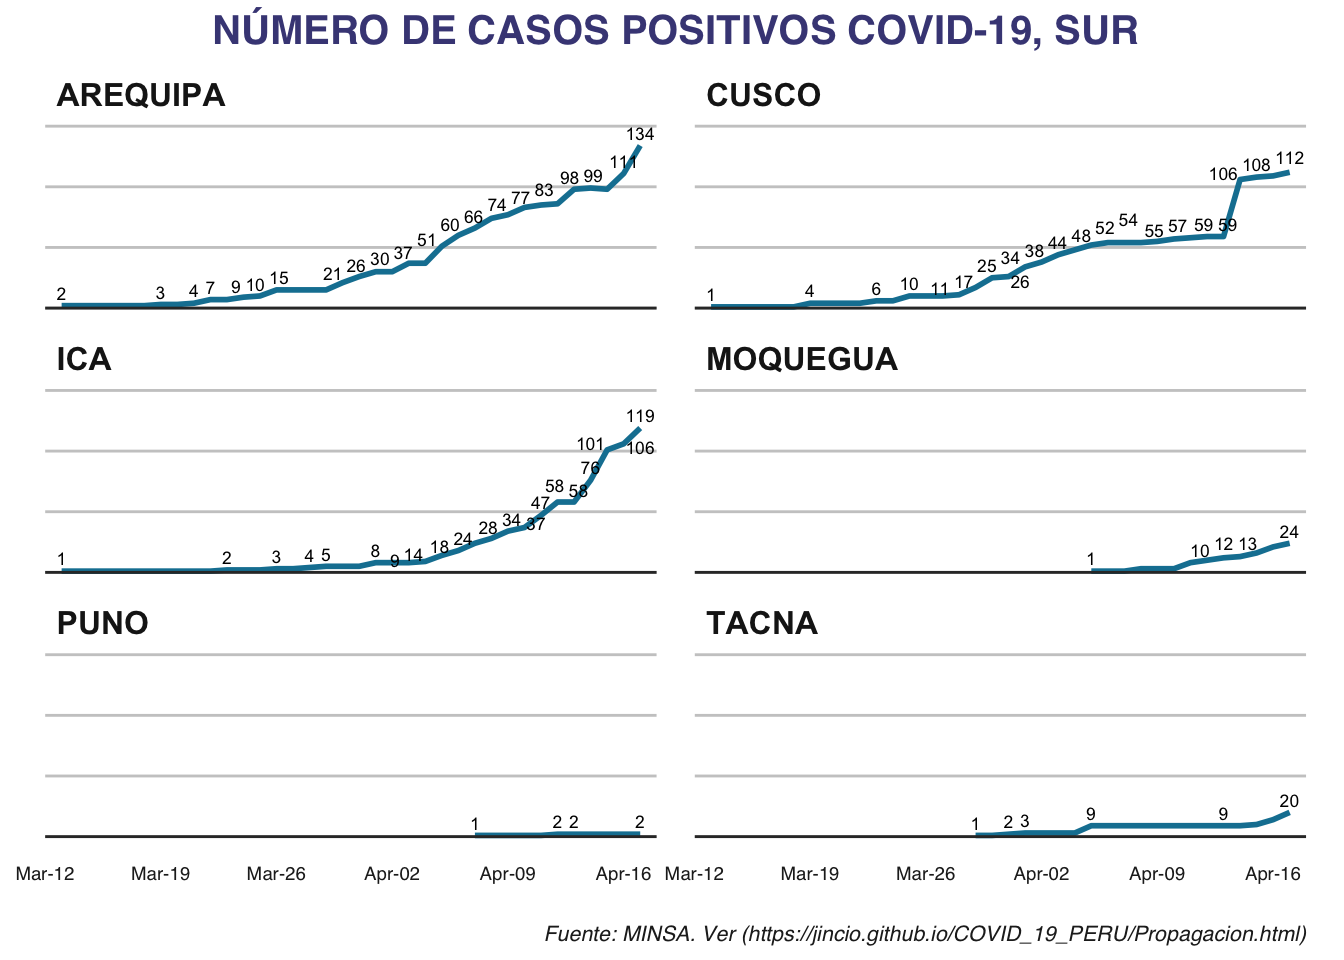 NÚMERO DE CASOS POSITIVOS COVID-19, SUR
AREQUIPA
2 3 4 7 9 10 15 21 26 30 37 51 60 66 74 77 83 98 99 111 134
CUSCO
1 4 6 10 11 17 25 34 26 38 44 48 52 54 55 57 59 59 106 108 112
ICA
1 2 3 4 5 8 9 14 18 24 28 34 37 47 58 58 76 101 106 119
MOQUEGUA
1 10 12 13 24
PUNO
1 2 2 2
TACNA
1 2 3 9 9 20
Mar-12 Mar-19 Mar-26 Apr-02 Apr-09 Apr-16 Mar-12 Mar-19 Mar-26 Apr-02 Apr-09 Apr-16
Fuente: MINSA. Ver (https://jincio.github.io/COVID_19_PERU/Propagacion.html)